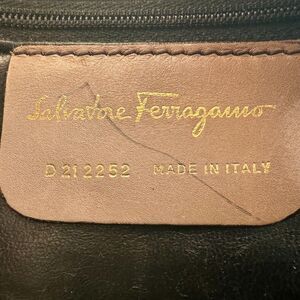 Salvatore Ferragamo
D 21 2252 MADE IN ITALY